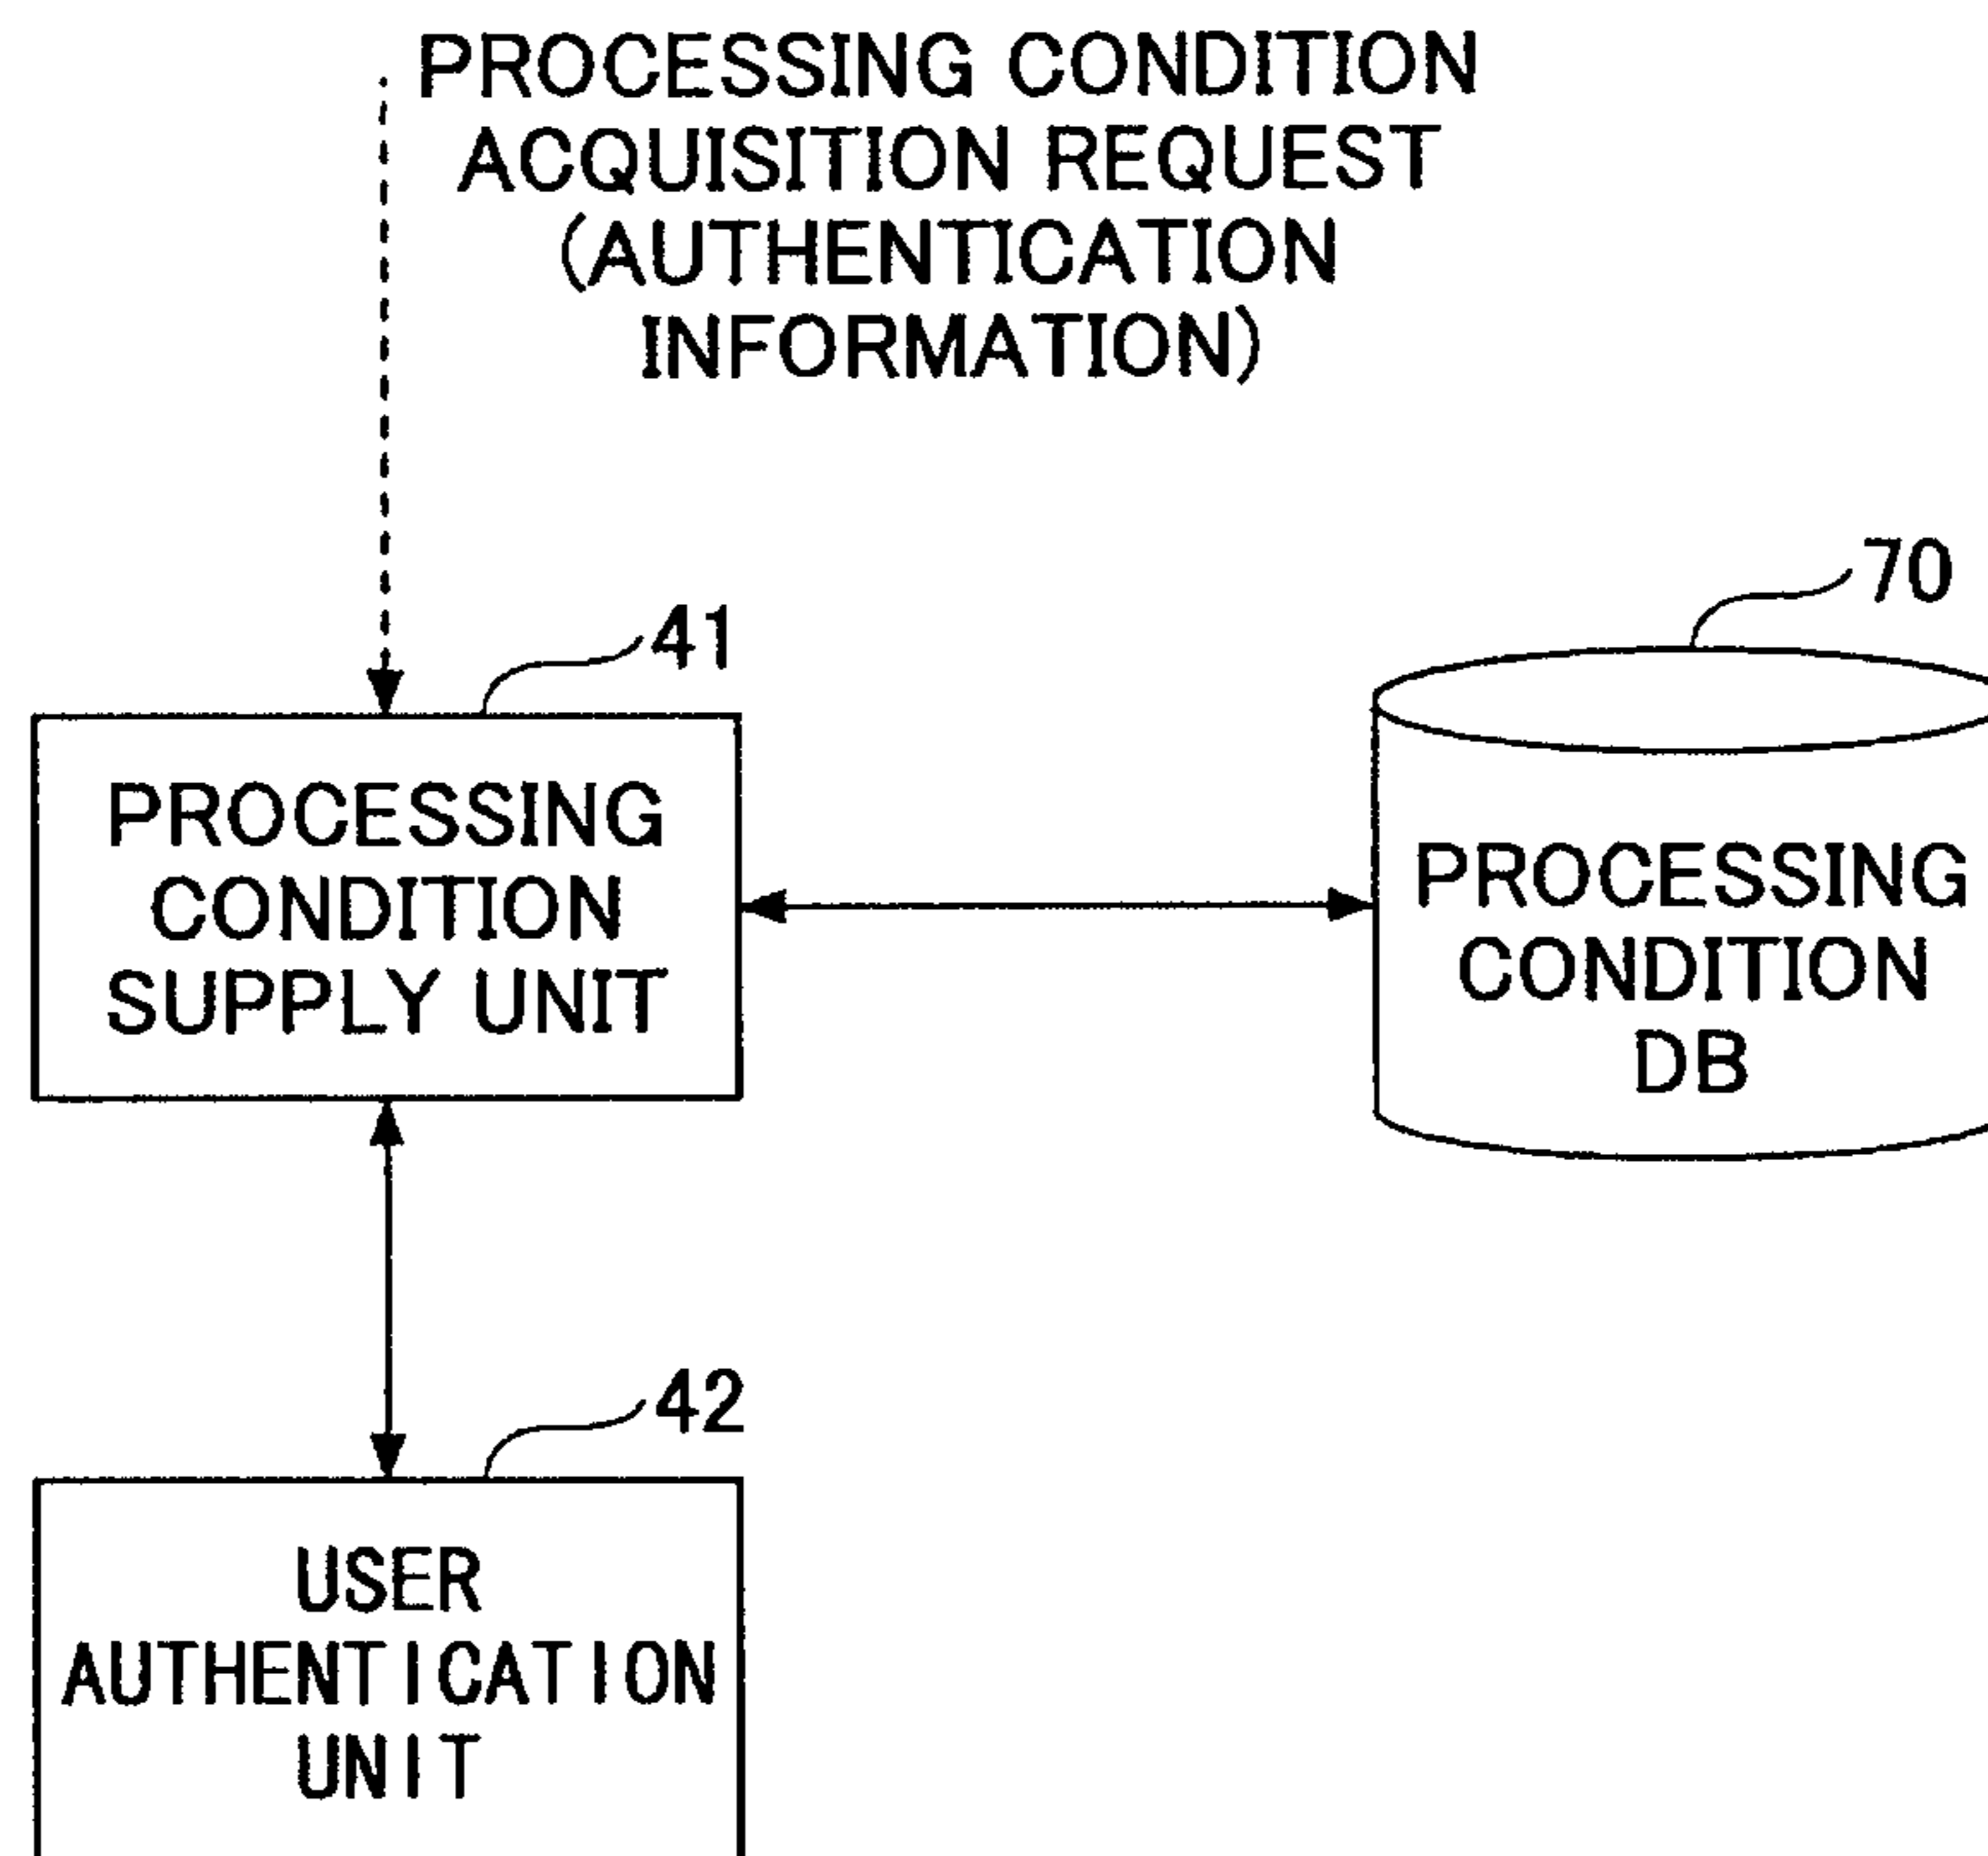 PROCESSING CONDITION
ACQUISITION REQUEST
(AUTHENTICATION
INFORMATION)
70
41
PROCESSING
CONDITION
SUPPLY UNIT
PROCESSING
CONDITION
DB
42
USER
AUTHENTICATION
UNIT